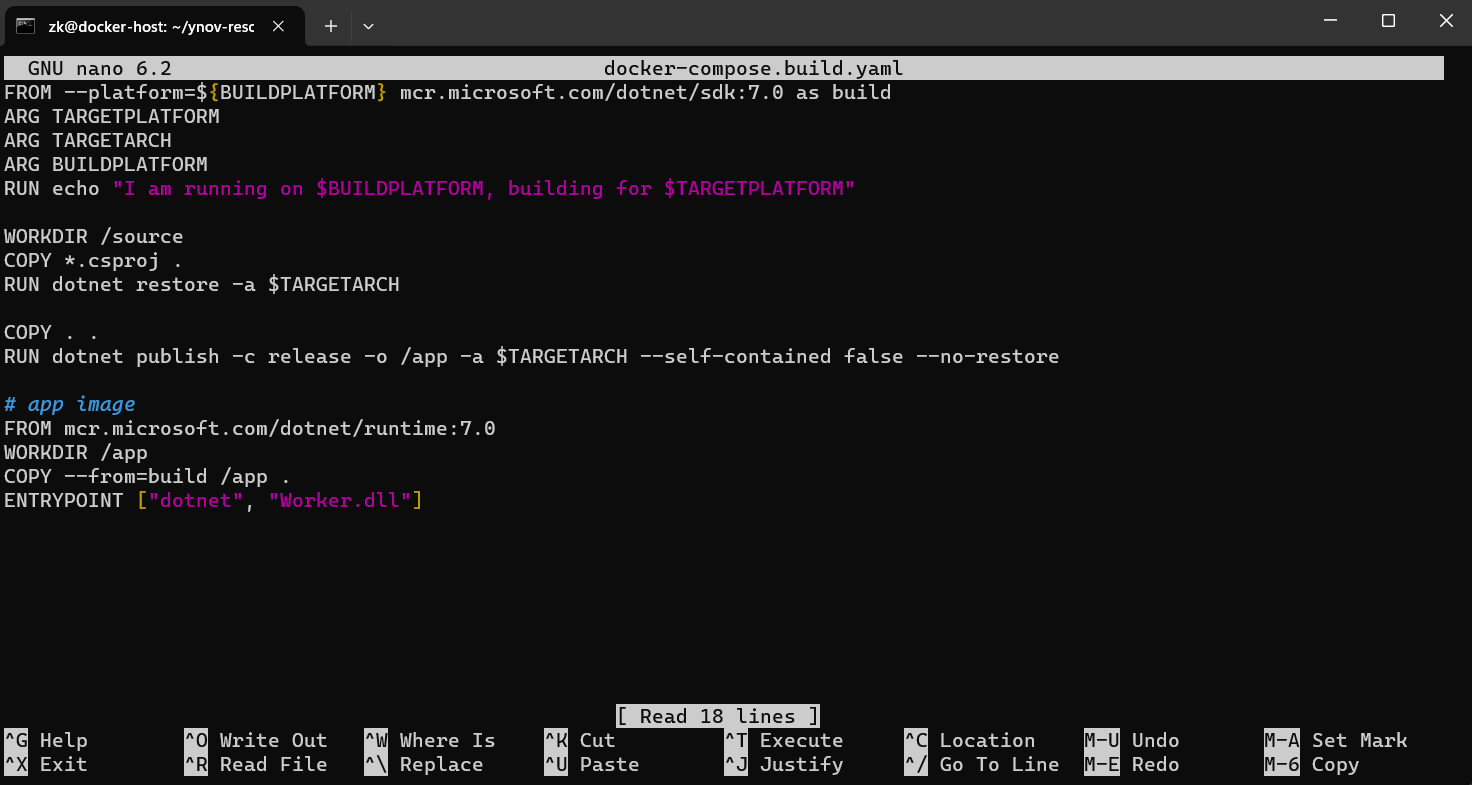 zk@docker-host: ~/ynov-resc
GNU nano 6.2 docker-compose.build.yaml
FROM --platform=${BUILDPLATFORM} mcr.microsoft.com/dotnet/sdk:7.0 as build
ARG TARGETPLATFORM
ARG TARGETARCH
ARG BUILDPLATFORM
RUN echo "I am running on $BUILDPLATFORM, building for $TARGETPLATFORM"
WORKDIR /source
COPY *.csproj .
RUN dotnet restore -a $TARGETARCH
COPY . .
RUN dotnet publish -c release -o /app -a $TARGETARCH --self-contained false --no-restore
# app image
FROM mcr.microsoft.com/dotnet/runtime:7.0
WORKDIR /app
COPY --from=build /app .
ENTRYPOINT ["dotnet", "Worker.dll"]
[ Read 18 lines ]
^G Help ^O Write Out ^W Where Is ^K Cut ^T Execute ^C Location M-U Undo M-A Set Mark
^X Exit ^R Read File ^\ Replace ^U Paste ^J Justify ^/ Go To Line M-E Redo M-6 Copy